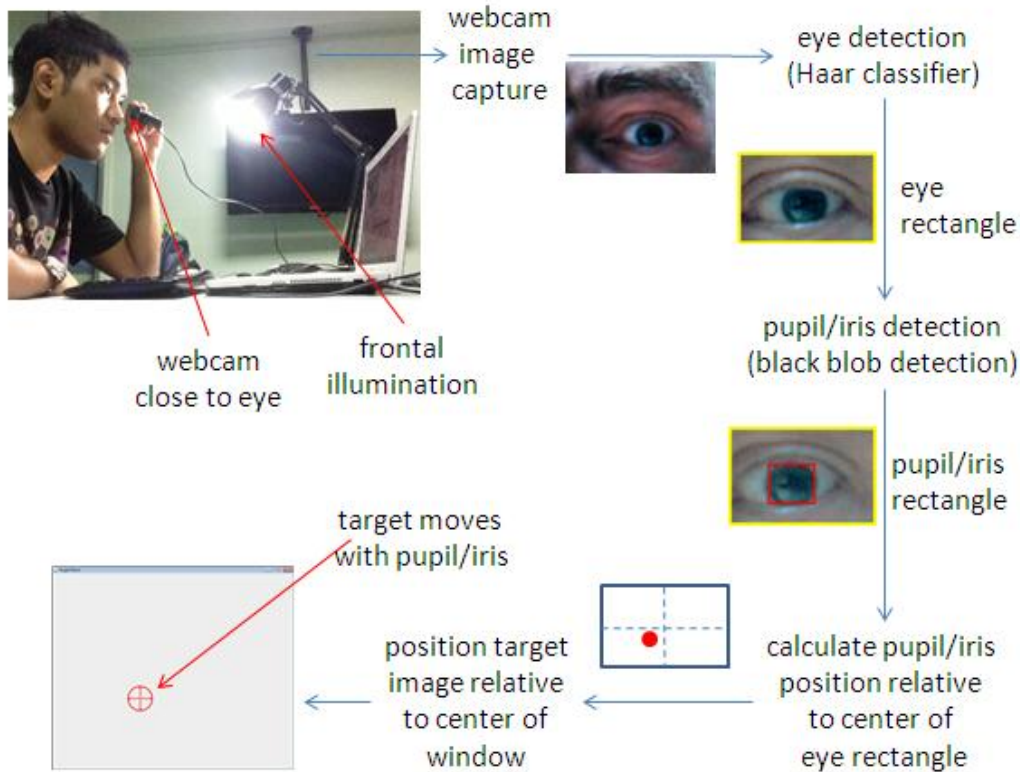 webcam
image
capture
eye detection
(Haar classifier)
eye
rectangle
pupil/iris detection
(black blob detection)
webcam
close to eye
frontal
illumination
pupil/iris
rectangle
target moves
with pupil/iris
position target
image relative
to center of
window
calculate pupil/iris
position relative
to center of
eye rectangle